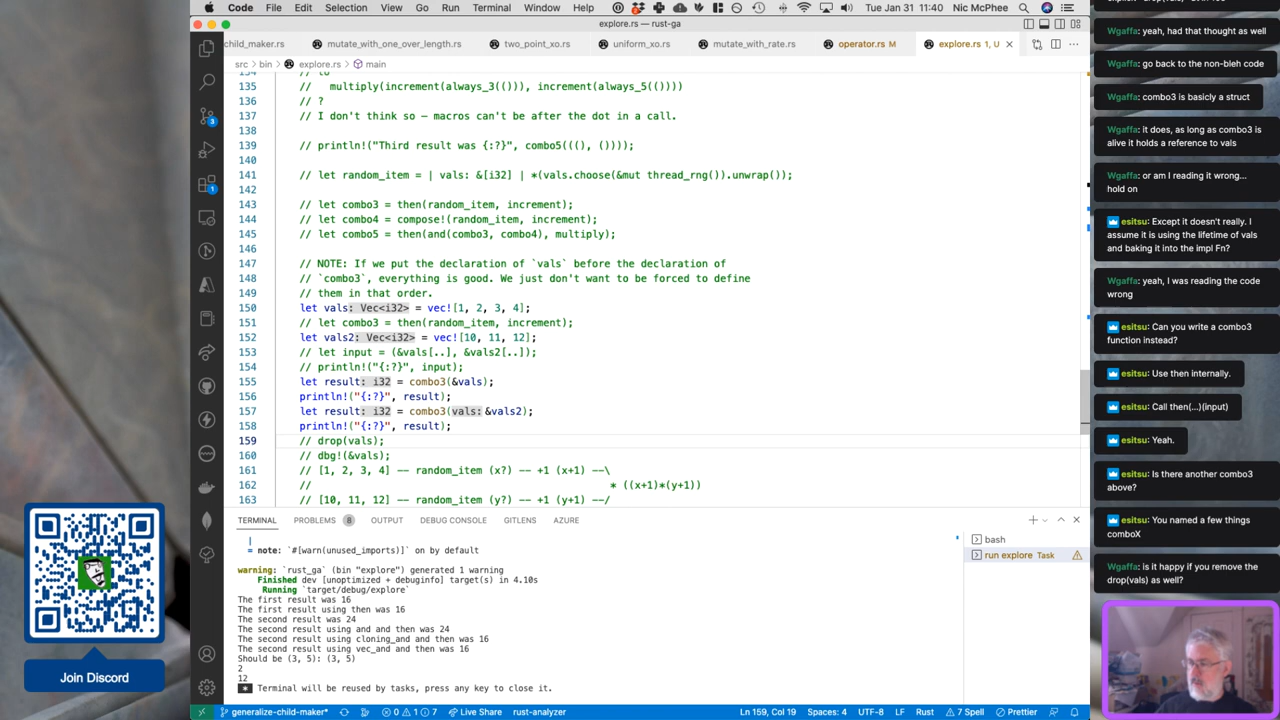 Code File Edit Selection View Go Run Terminal Window Help Tue Jan 31 11:40 Nic McPhee
explore.rs — rust-ga
child_maker.rs mutate_with_one_over_length.rs two_point_xo.rs uniform_xo.rs mutate_with_rate.rs operator.rs M explore.rs 1, U
src > bin > explore.rs > main
135 // multiply(increment(always_3(())), increment(always_5(())))
136 // ?
137 // I don't think so — macros can't be after the dot in a call.
138
139 // println!("Third result was {:?}", combo5(((), ())));
140
141 // let random_item = | vals: &[i32] | *(vals.choose(&mut thread_rng()).unwrap());
142
143 // let combo3 = then(random_item, increment);
144 // let combo4 = compose!(random_item, increment);
145 // let combo5 = then(and(combo3, combo4), multiply);
146
147 // NOTE: If we put the declaration of `vals` before the declaration of
148 // `combo3`, everything is good. We just don't want to be forced to define
149 // them in that order.
150 let vals: Vec<i32> = vec![1, 2, 3, 4];
151 // let combo3 = then(random_item, increment);
152 let vals2: Vec<i32> = vec![10, 11, 12];
153 // let input = (&vals[..], &vals2[..]);
154 // println!("{:?}", input);
155 let result: i32 = combo3(&vals);
156 println!("{:?}", result);
157 let result: i32 = combo3(vals: &vals2);
158 println!("{:?}", result);
159 // drop(vals);
160 // dbg!(&vals);
161 // [1, 2, 3, 4] -- random_item (x?) -- +1 (x+1) --\
162 // * ((x+1)*(y+1))
163 // [10, 11, 12] -- random_item (y?) -- +1 (y+1) --/
TERMINAL PROBLEMS 8 OUTPUT DEBUG CONSOLE GITLENS AZURE
|
= note: `#[warn(unused_imports)]` on by default
warning: `rust_ga` (bin "explore") generated 1 warning
Finished dev [unoptimized + debuginfo] target(s) in 4.10s
Running `target/debug/explore`
The first result was 16
The first result using then was 16
The second result was 24
The second result using and and then was 24
The second result using cloning_and and then was 16
The second result using vec_and and then was 16
Should be (3, 5): (3, 5)
2
12
* Terminal will be reused by tasks, press any key to close it.
bash
run explore Task
generalize-child-maker* 0 1 7 Live Share rust-analyzer Ln 159, Col 19 Spaces: 4 UTF-8 LF Rust 7 Spell Prettier
3
1
Join Discord
Wgaffa: yeah, had that thought as well
Wgaffa: go back to the non-bleh code
Wgaffa: combo3 is basicly a struct
Wgaffa: it does, as long as combo3 is
alive it holds a reference to vals
Wgaffa: or am I reading it wrong...
hold on
esitsu: Except it doesn't really. I
assume it is using the lifetime of vals
and baking it into the impl Fn?
Wgaffa: yeah, I was reading the code
wrong
esitsu: Can you write a combo3
function instead?
esitsu: Use then internally.
esitsu: Call then(...)(input)
esitsu: Yeah.
esitsu: Is there another combo3
above?
esitsu: You named a few things
comboX
Wgaffa: is it happy if you remove the
drop(vals) as well?